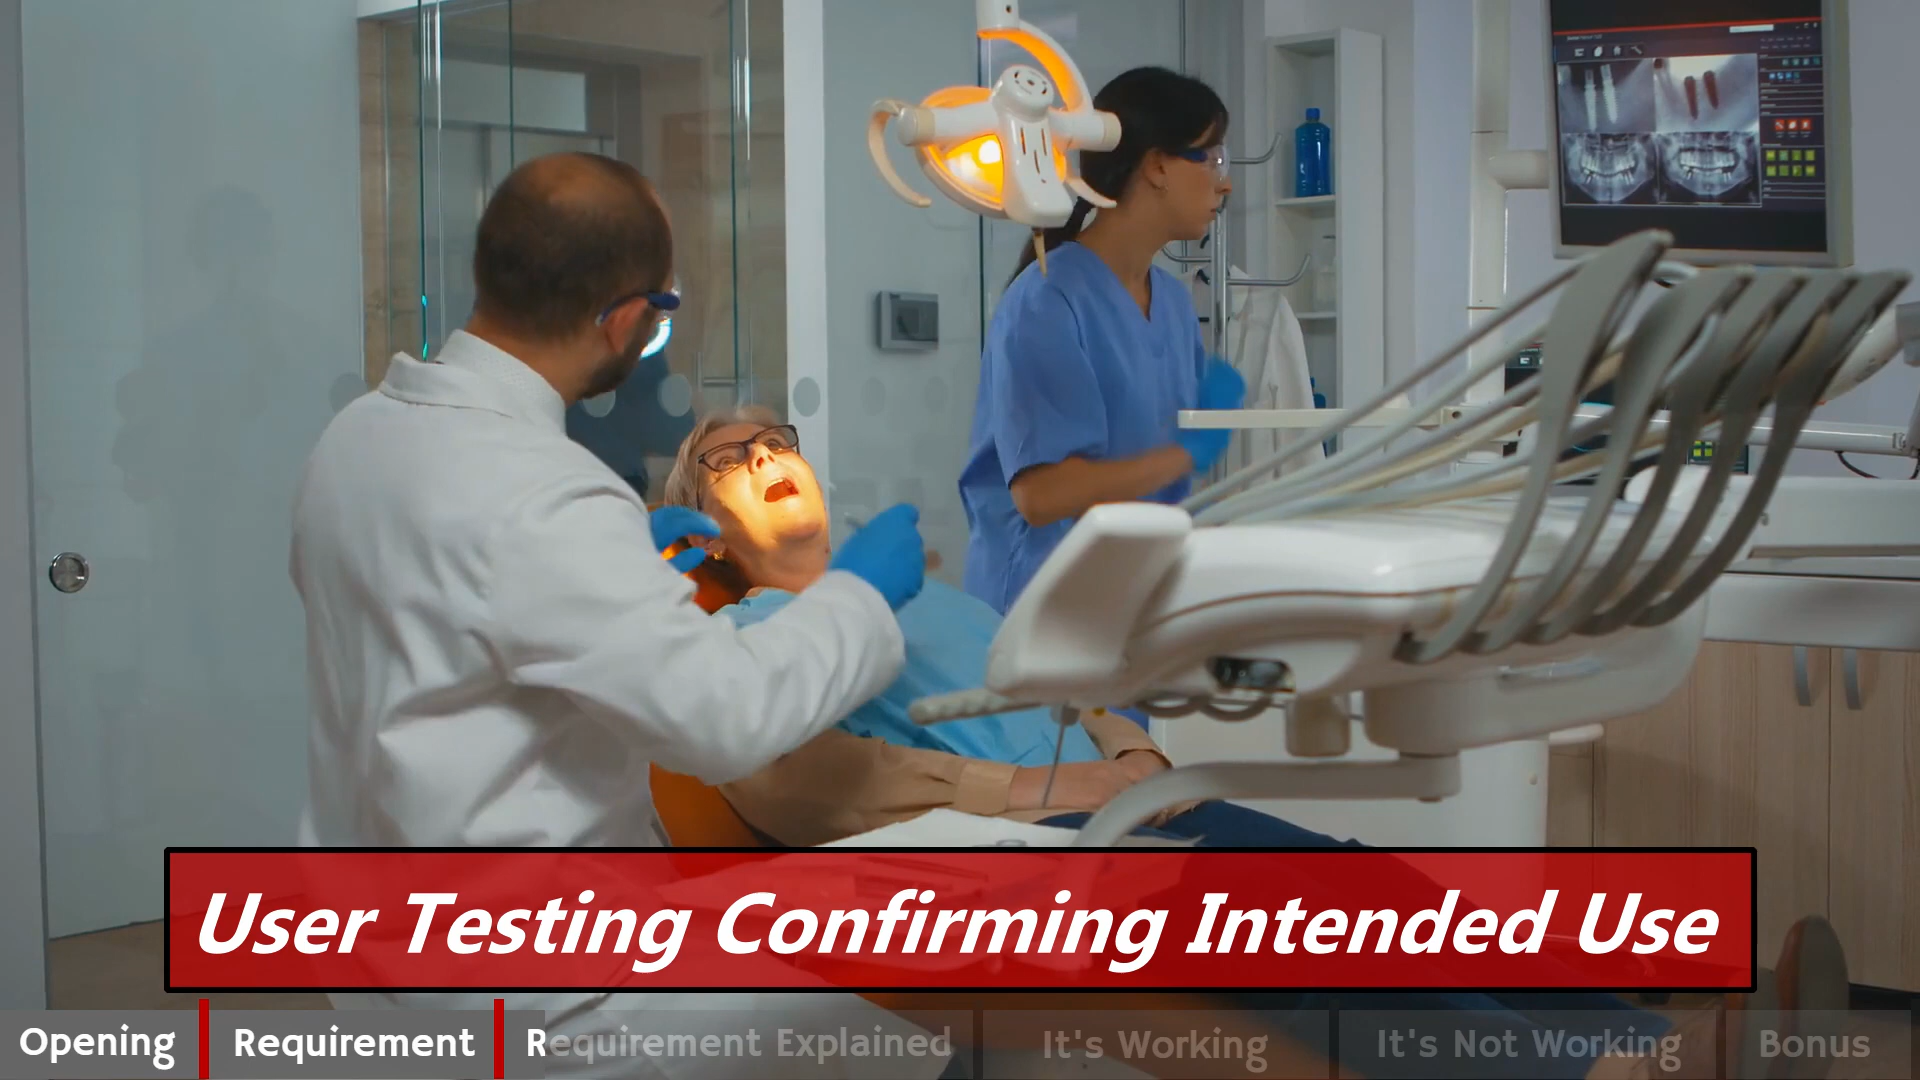 User Testing Confirming Intended Use
Opening
Requirement
Requirement Explained
It's Working
It's Not Working
Bonus